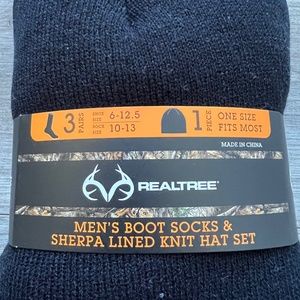 3 PAIRS SHOE SIZE 6-12.5 SOCK SIZE 10-13 1 PIECE ONE SIZE FITS MOST
MADE IN CHINA
REALTREE
MEN'S BOOT SOCKS &
SHERPA LINED KNIT HAT SET